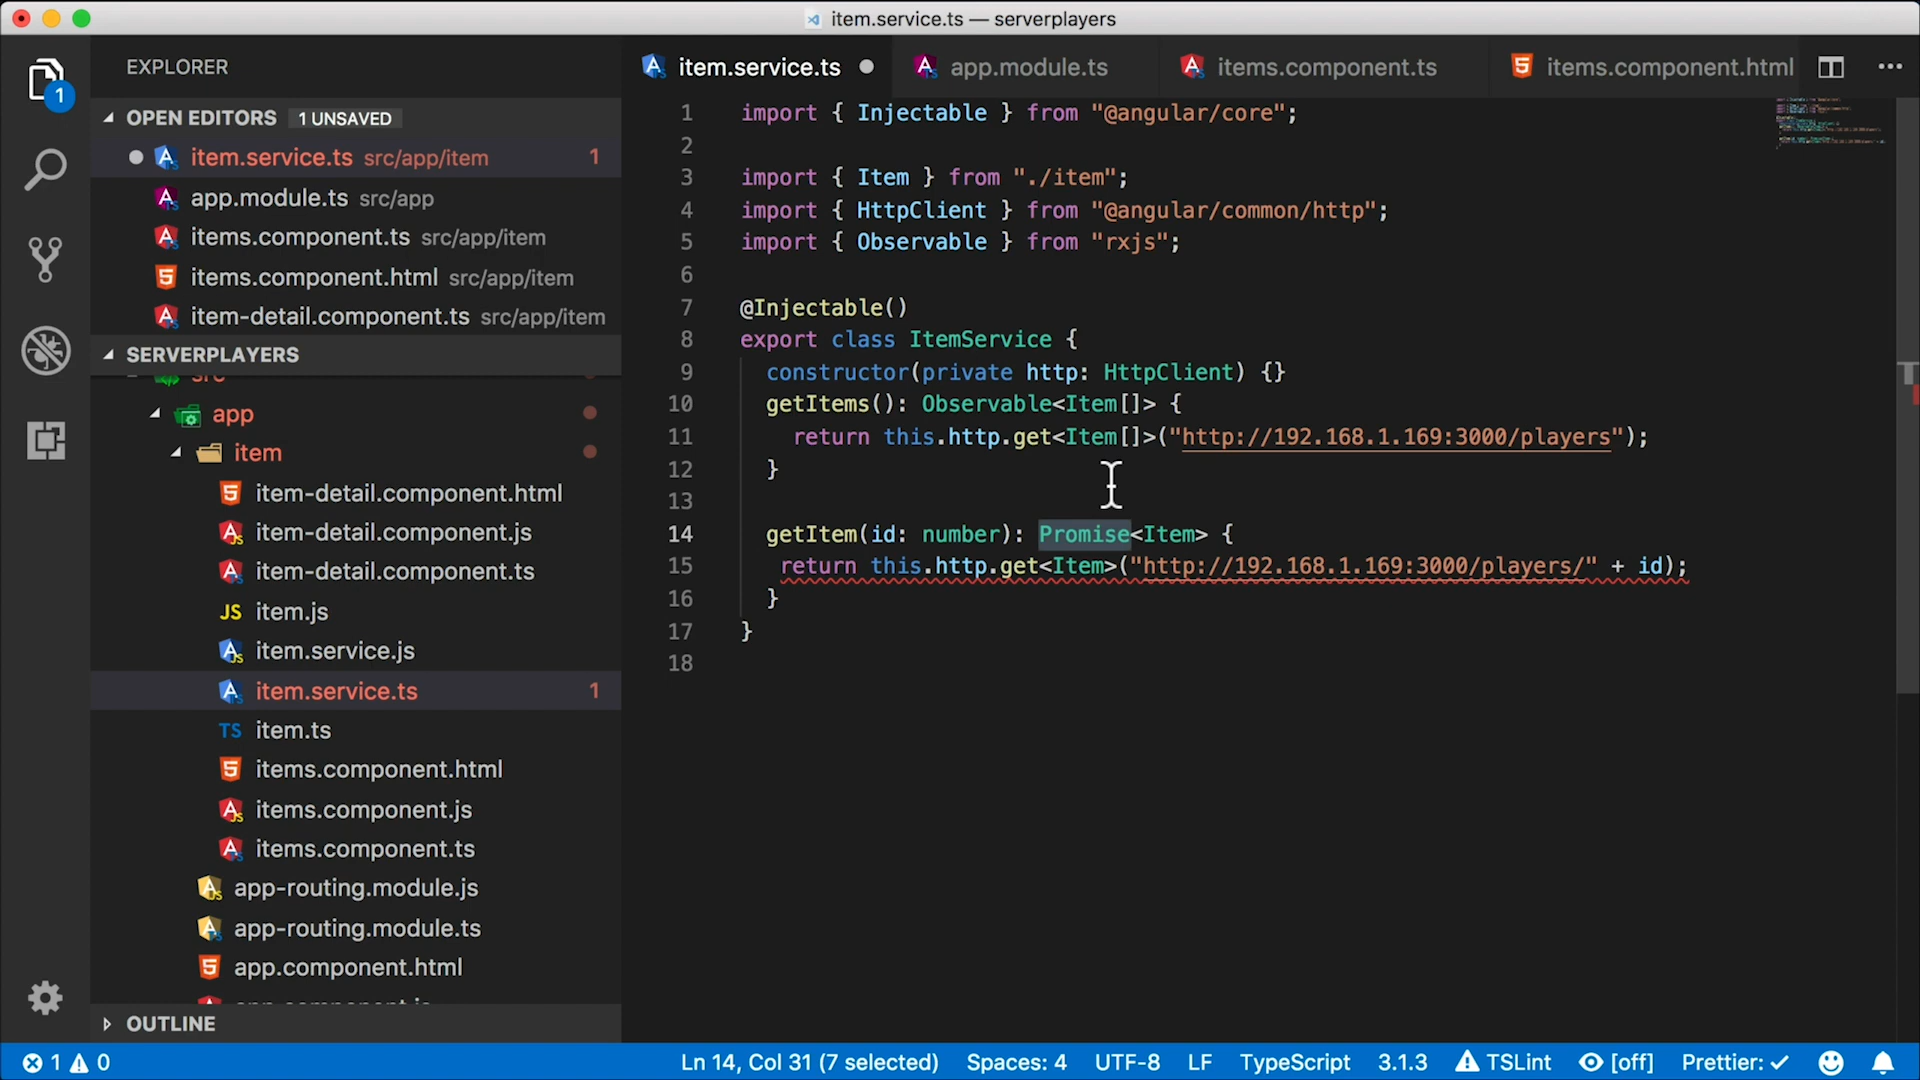 item.service.ts — serverplayers
EXPLORER
1
OPEN EDITORS 1 UNSAVED
item.service.ts src/app/item 1
app.module.ts src/app
items.component.ts src/app/item
items.component.html src/app/item
item-detail.component.ts src/app/item
SERVERPLAYERS
src
app
item
item-detail.component.html
item-detail.component.js
item-detail.component.ts
JS item.js
item.service.js
item.service.ts 1
TS item.ts
items.component.html
items.component.js
items.component.ts
app-routing.module.js
app-routing.module.ts
app.component.html
OUTLINE
item.service.ts app.module.ts items.component.ts items.component.html
1 import { Injectable } from "@angular/core";
2
3 import { Item } from "./item";
4 import { HttpClient } from "@angular/common/http";
5 import { Observable } from "rxjs";
6
7 @Injectable()
8 export class ItemService {
9 constructor(private http: HttpClient) {}
10 getItems(): Observable<Item[]> {
11 return this.http.get<Item[]>("http://192.168.1.169:3000/players");
12 }
13
14 getItem(id: number): Promise<Item> {
15 return this.http.get<Item>("http://192.168.1.169:3000/players/" + id);
16 }
17 }
18
1 0 Ln 14, Col 31 (7 selected) Spaces: 4 UTF-8 LF TypeScript 3.1.3 TSLint [off] Prettier: ✓